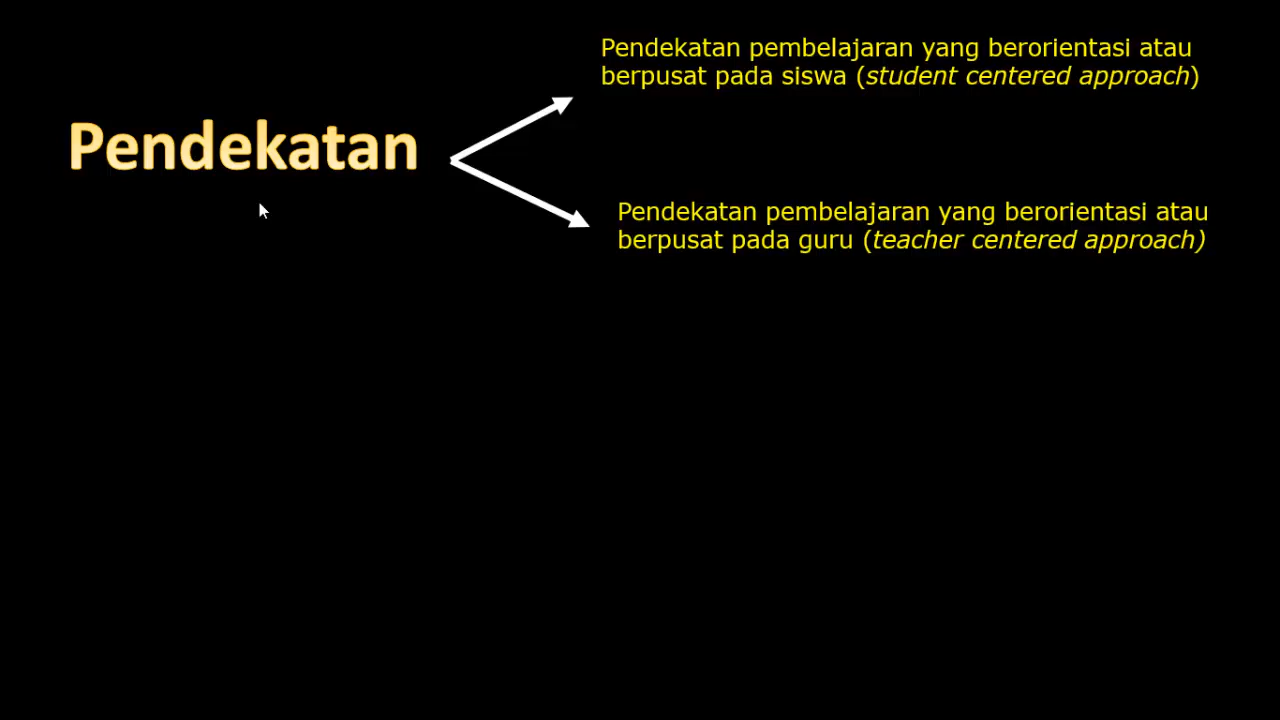 Pendekatan
Pendekatan pembelajaran yang berorientasi atau
berpusat pada siswa (student centered approach)
Pendekatan pembelajaran yang berorientasi atau
berpusat pada guru (teacher centered approach)